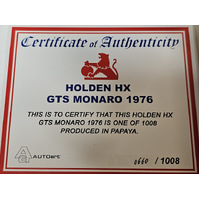 Certificate of Authenticity
HOLDEN HX
GTS MONARO 1976
THIS IS TO CERTIFY THAT THIS HOLDEN HX
GTS MONARO 1976 IS ONE OF 1008
PRODUCED IN PAPAYA.
AUTOart
0660 / 1008